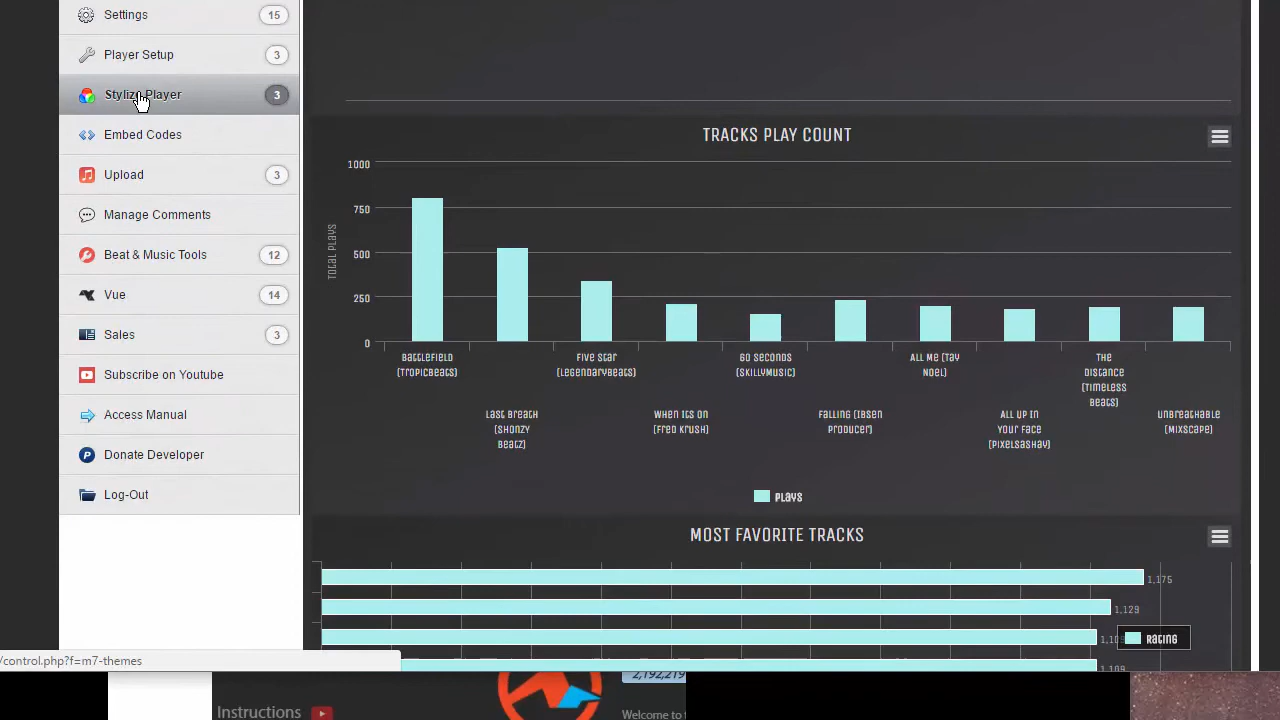 Settings 15
Player Setup 3
Stylize Player 3
Embed Codes
Upload 3
Manage Comments
Beat & Music Tools 12
Vue 14
Sales 3
Subscribe on Youtube
Access Manual
Donate Developer
Log-Out
TRACKS PLAY COUNT
1000
750
500
250
0
TOTAL PLAYS
Battlefield
(TropicBeats)
Last Breath
(Shonzy
Beatz)
Five Star
(LegendaryBeats)
When Its On
(Fred Krush)
60 Seconds
(SkillyMusic)
Falling (Ibsen
Producer)
All Me (Tay
Noel)
All Up In
Your Face
(Pixelsashay)
The
Distance
(Timeless
Beats)
Unbreathable
(Mixscape)
Plays
MOST FAVORITE TRACKS
1,175
1,129
1,109
Rating
/control.php?f=m7-themes
2,192,219
Instructions
Welcome to